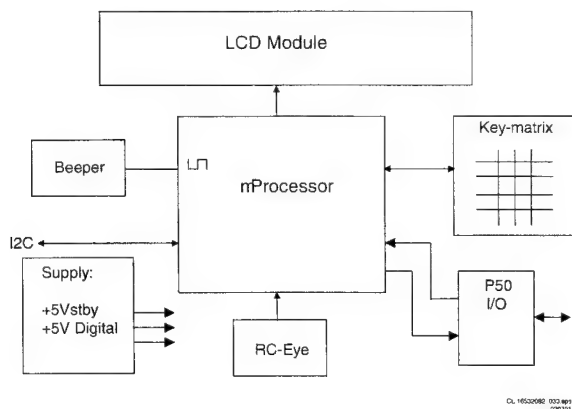 LCD Module
Key-matrix
Beeper
mProcessor
I2C
Supply:
+5Vstby
+5V Digital
P50
I/O
RC-Eye